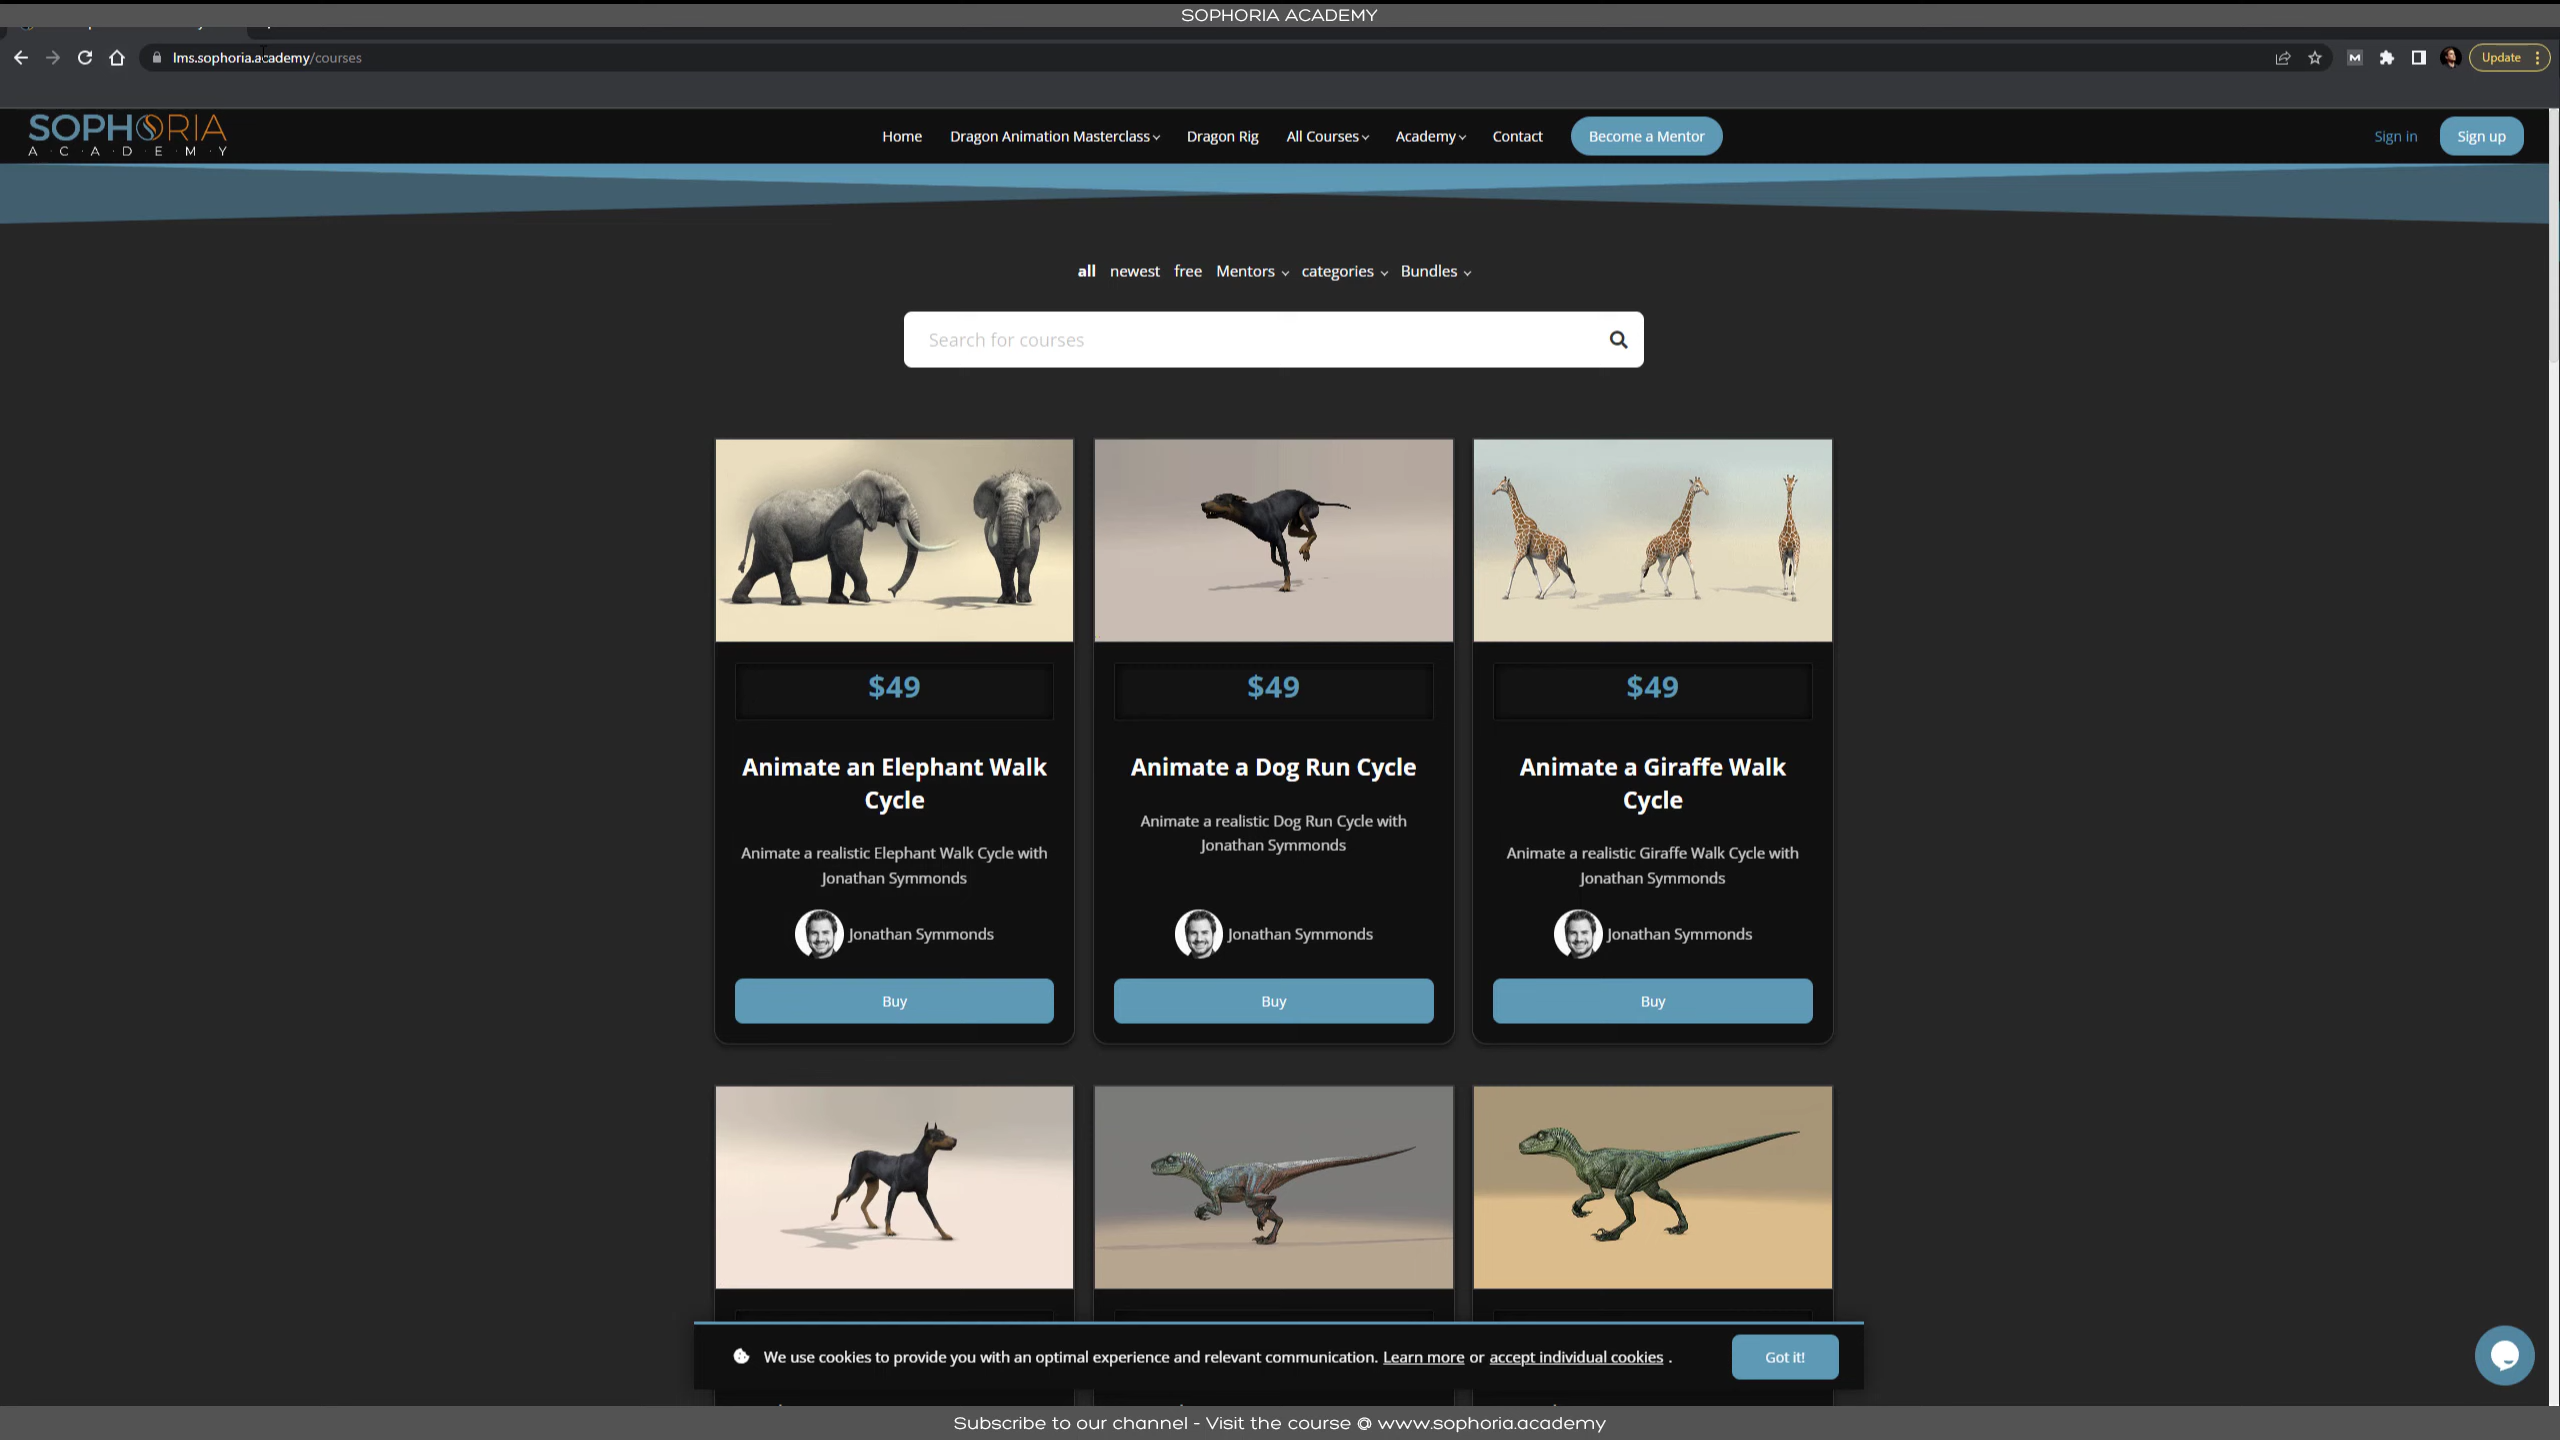 SOPHORIA ACADEMY
lms.sophoria.academy/courses
Update
SOPHORIA
A·C·A·D·E·M·Y
Home Dragon Animation Masterclass Dragon Rig All Courses Academy Contact Become a Mentor Sign in Sign up
all newest free Mentors categories Bundles
Search for courses
$49
Animate an Elephant Walk
Cycle
Animate a realistic Elephant Walk Cycle with
Jonathan Symmonds
Jonathan Symmonds
Buy
$49
Animate a Dog Run Cycle
Animate a realistic Dog Run Cycle with
Jonathan Symmonds
Jonathan Symmonds
Buy
$49
Animate a Giraffe Walk
Cycle
Animate a realistic Giraffe Walk Cycle with
Jonathan Symmonds
Jonathan Symmonds
Buy
We use cookies to provide you with an optimal experience and relevant communication. Learn more or accept individual cookies .
Got it!
Subscribe to our channel - Visit the course @ www.sophoria.academy